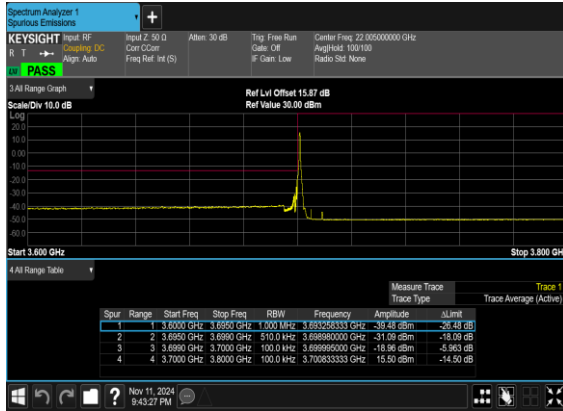 Spectrum Analyzer 1
Spurious Emissions
+
KEYSIGHT
R T
Input: RF
Coupling: DC
Align: Auto
Input Z: 50 Ω
Corr CCorr
Freq Ref: Int (S)
Atten: 30 dB
Trig: Free Run
Gate: Off
IF Gain: Low
Center Freq: 22.005000000 GHz
Avg|Hold: 100/100
Radio Std: None
PASS
3 All Range Graph
Ref Lvl Offset 15.87 dB
Scale/Div 10.0 dB
Ref Value 30.00 dBm
Log
20.0
10.0
0.00
-10.0
-20.0
-30.0
-40.0
-50.0
-60.0
Start 3.600 GHz
Stop 3.800 GH
4 All Range Table
Measure Trace Trace 1
Trace Type Trace Average (Active)
Spur Range Start Freq Stop Freq RBW Frequency Amplitude ΔLimit
1 1 3.6000 GHz 3.6950 GHz 1.000 MHz 3.693258333 GHz -39.48 dBm -26.48 dB
2 2 3.6950 GHz 3.6990 GHz 510.0 kHz 3.698980000 GHz -31.09 dBm -18.09 dB
3 3 3.6990 GHz 3.7000 GHz 100.0 kHz 3.699995000 GHz -18.96 dBm -5.963 dB
4 4 3.7000 GHz 3.8000 GHz 100.0 kHz 3.700833333 GHz 15.50 dBm -14.50 dB
?
Nov 11, 2024
9:43:27 PM